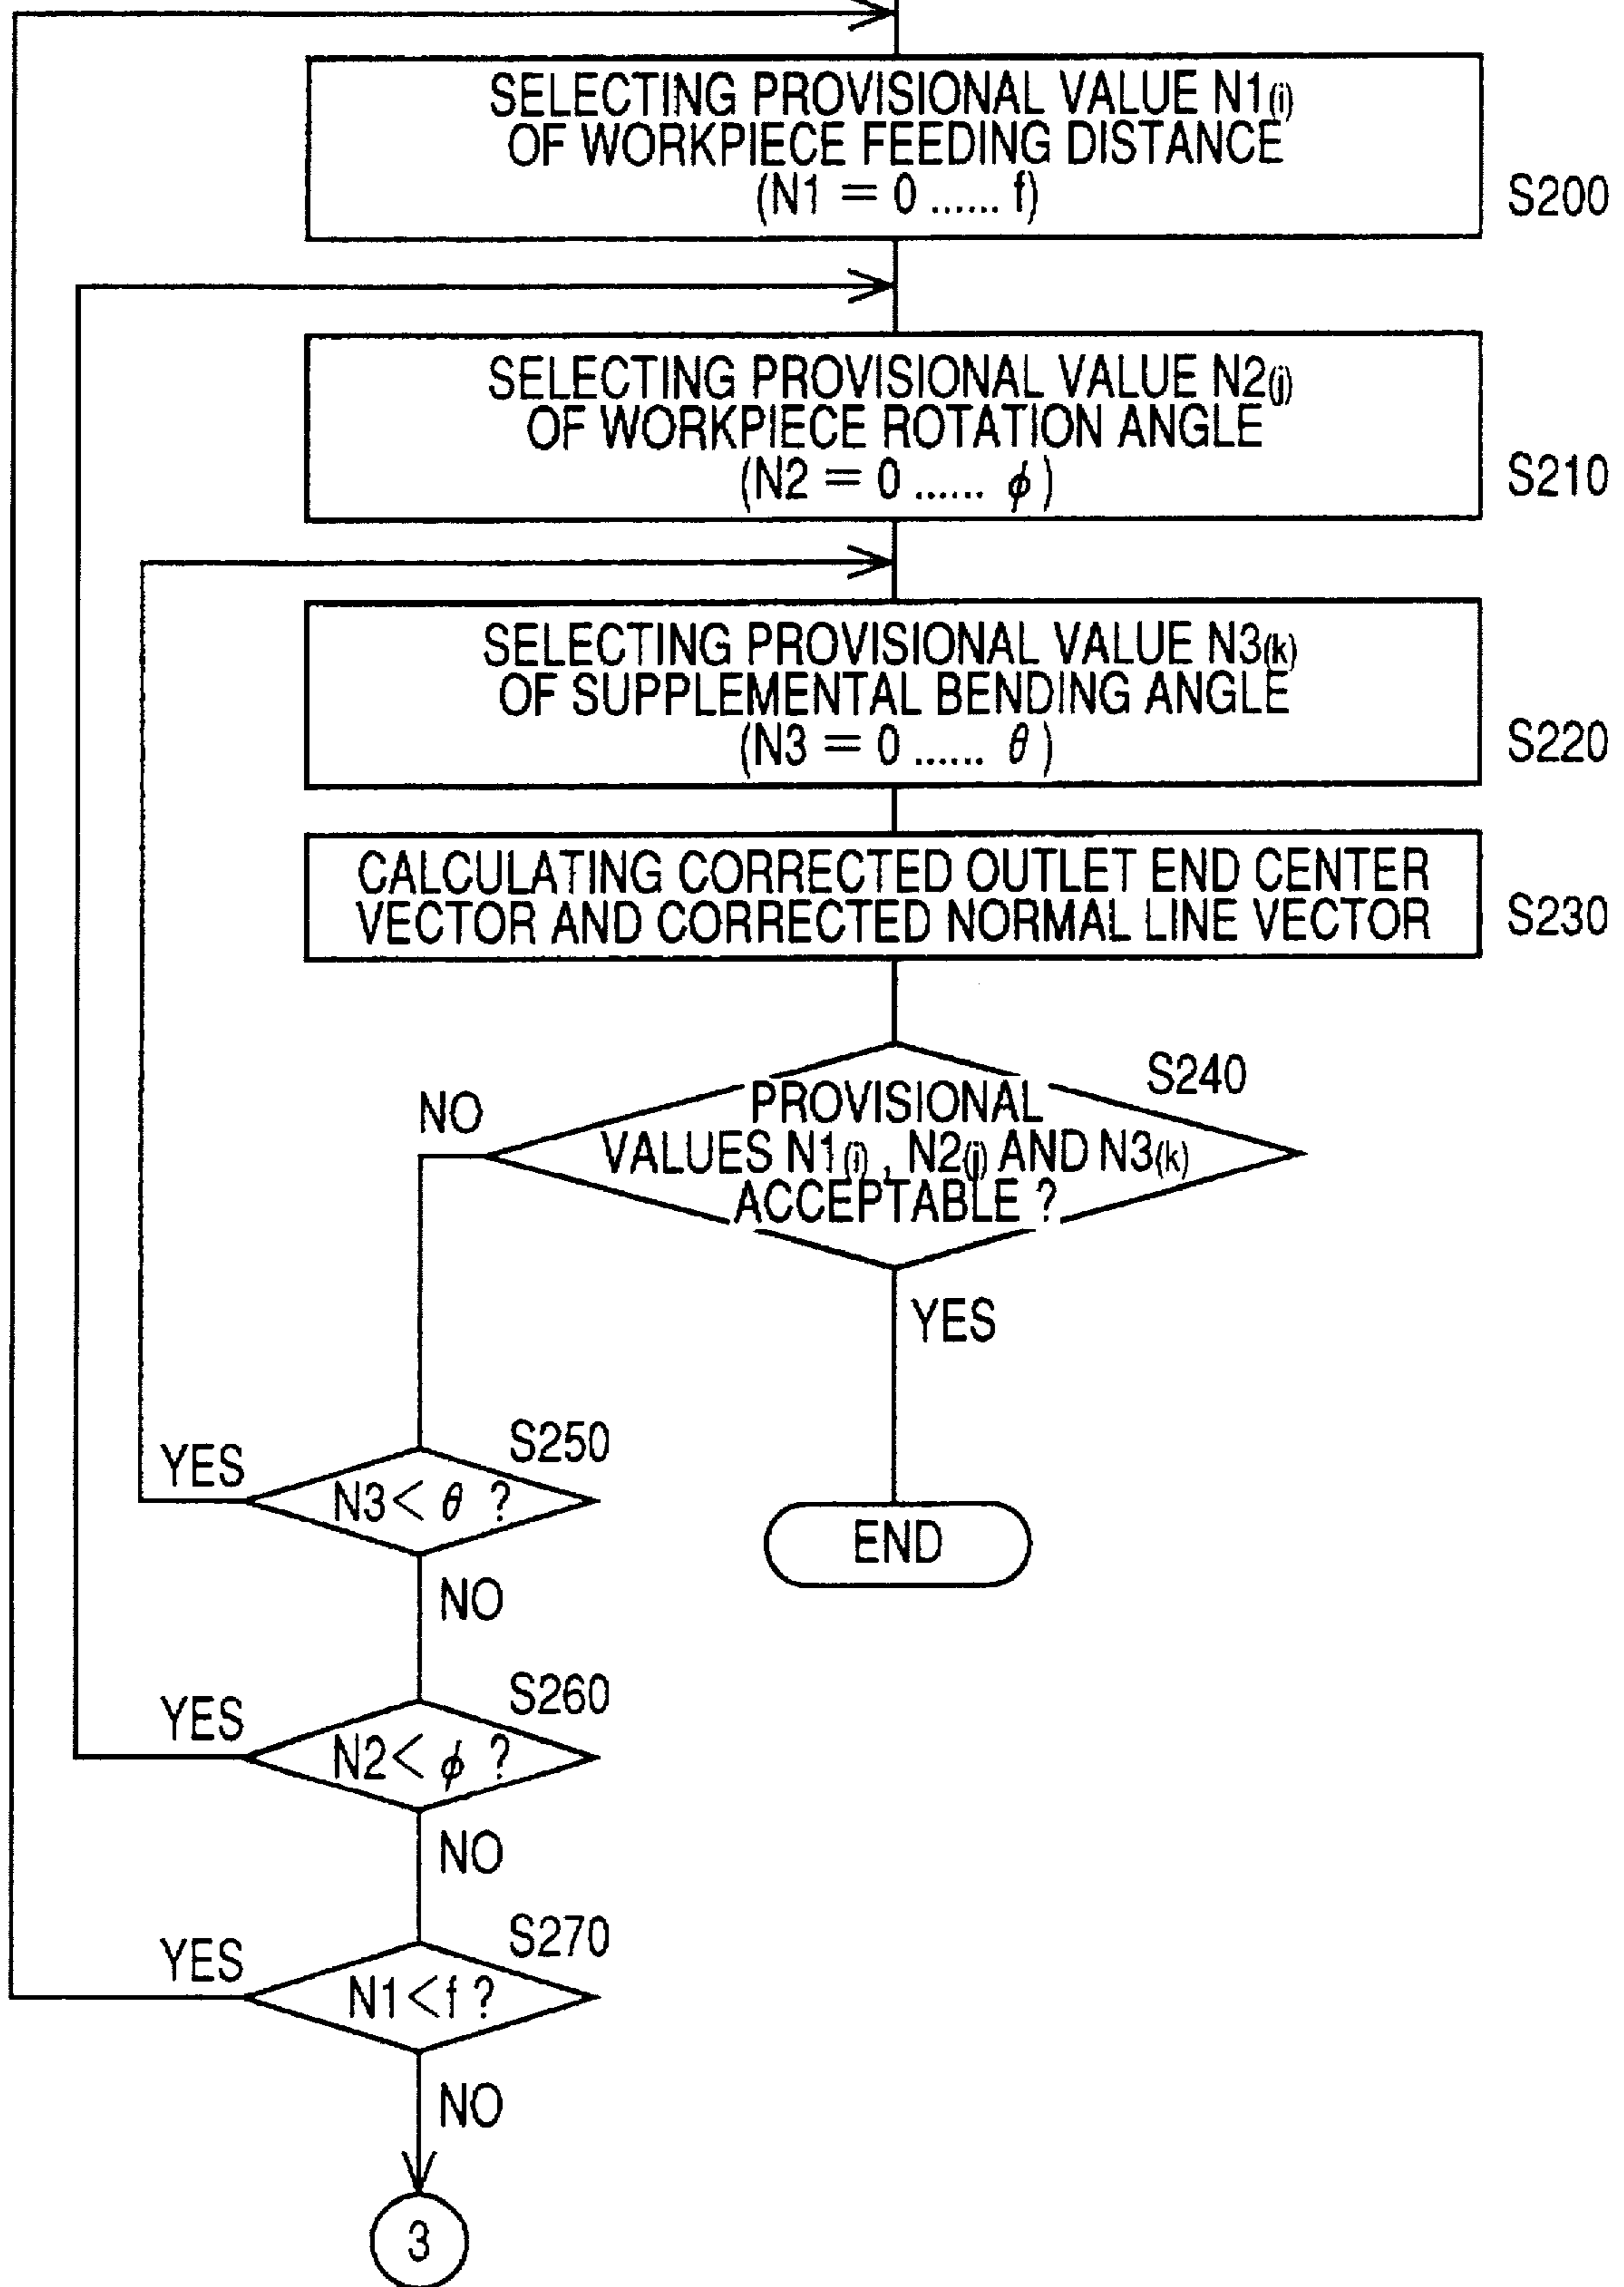 SELECTING PROVISIONAL VALUE N1(i)
OF WORKPIECE FEEDING DISTANCE
(N1 = 0 ...... f)
S200
SELECTING PROVISIONAL VALUE N2(j)
OF WORKPIECE ROTATION ANGLE
(N2 = 0 ...... ϕ)
S210
SELECTING PROVISIONAL VALUE N3(k)
OF SUPPLEMENTAL BENDING ANGLE
(N3 = 0 ...... θ)
S220
CALCULATING CORRECTED OUTLET END CENTER
VECTOR AND CORRECTED NORMAL LINE VECTOR
S230
S240
NO
PROVISIONAL
VALUES N1(i) , N2(j) AND N3(k)
ACCEPTABLE ?
YES
S250
YES
N3 < θ ?
END
NO
S260
YES
N2 < ϕ ?
NO
S270
YES
N1 < f ?
NO
3